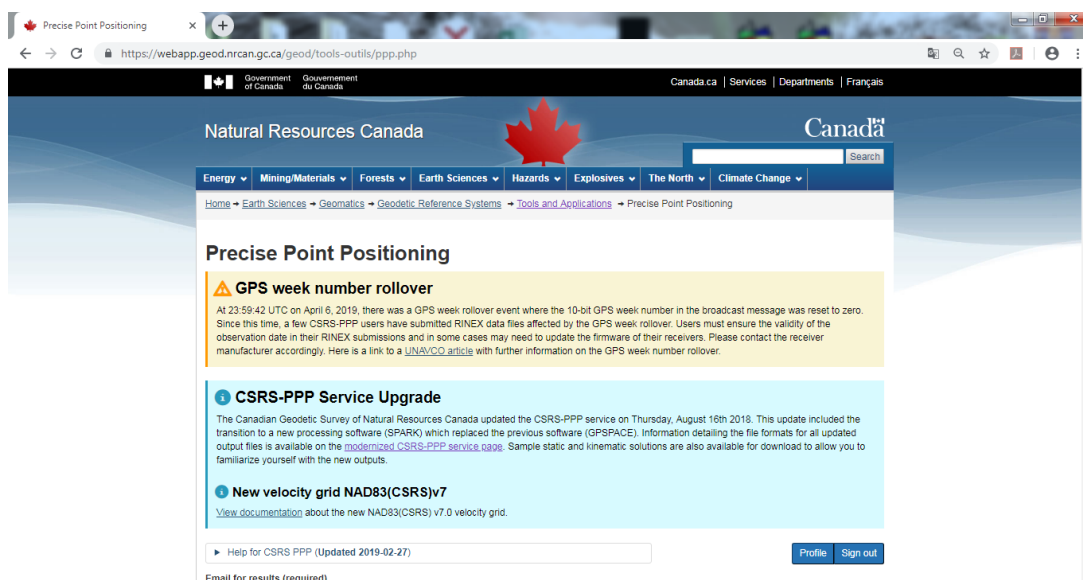 Precise Point Positioning
https://webapp.geod.nrcan.gc.ca/geod/tools-outils/ppp.php
Government of Canada
Gouvernement du Canada
Canada.ca | Services | Departments | Français
Natural Resources Canada
Canada
Search
Energy Mining/Materials Forests Earth Sciences Hazards Explosives The North Climate Change
Home → Earth Sciences → Geomatics → Geodetic Reference Systems → Tools and Applications → Precise Point Positioning
Precise Point Positioning
GPS week number rollover
At 23:59:42 UTC on April 6, 2019, there was a GPS week rollover event where the 10-bit GPS week number in the broadcast message was reset to zero.
Since this time, a few CSRS-PPP users have submitted RINEX data files affected by the GPS week rollover. Users must ensure the validity of the
observation date in their RINEX submissions and in some cases may need to update the firmware of their receivers. Please contact the receiver
manufacturer accordingly. Here is a link to a UNAVCO article with further information on the GPS week number rollover.
CSRS-PPP Service Upgrade
The Canadian Geodetic Survey of Natural Resources Canada updated the CSRS-PPP service on Thursday, August 16th 2018. This update included the
transition to a new processing software (SPARK) which replaced the previous software (GPSPACE). Information detailing the file formats for all updated
output files is available on the modernized CSRS-PPP service page. Sample static and kinematic solutions are also available for download to allow you to
familiarize yourself with the new outputs.
New velocity grid NAD83(CSRS)v7
View documentation about the new NAD83(CSRS) v7.0 velocity grid.
Help for CSRS PPP (Updated 2019-02-27)
Profile Sign out
Email for results (required)